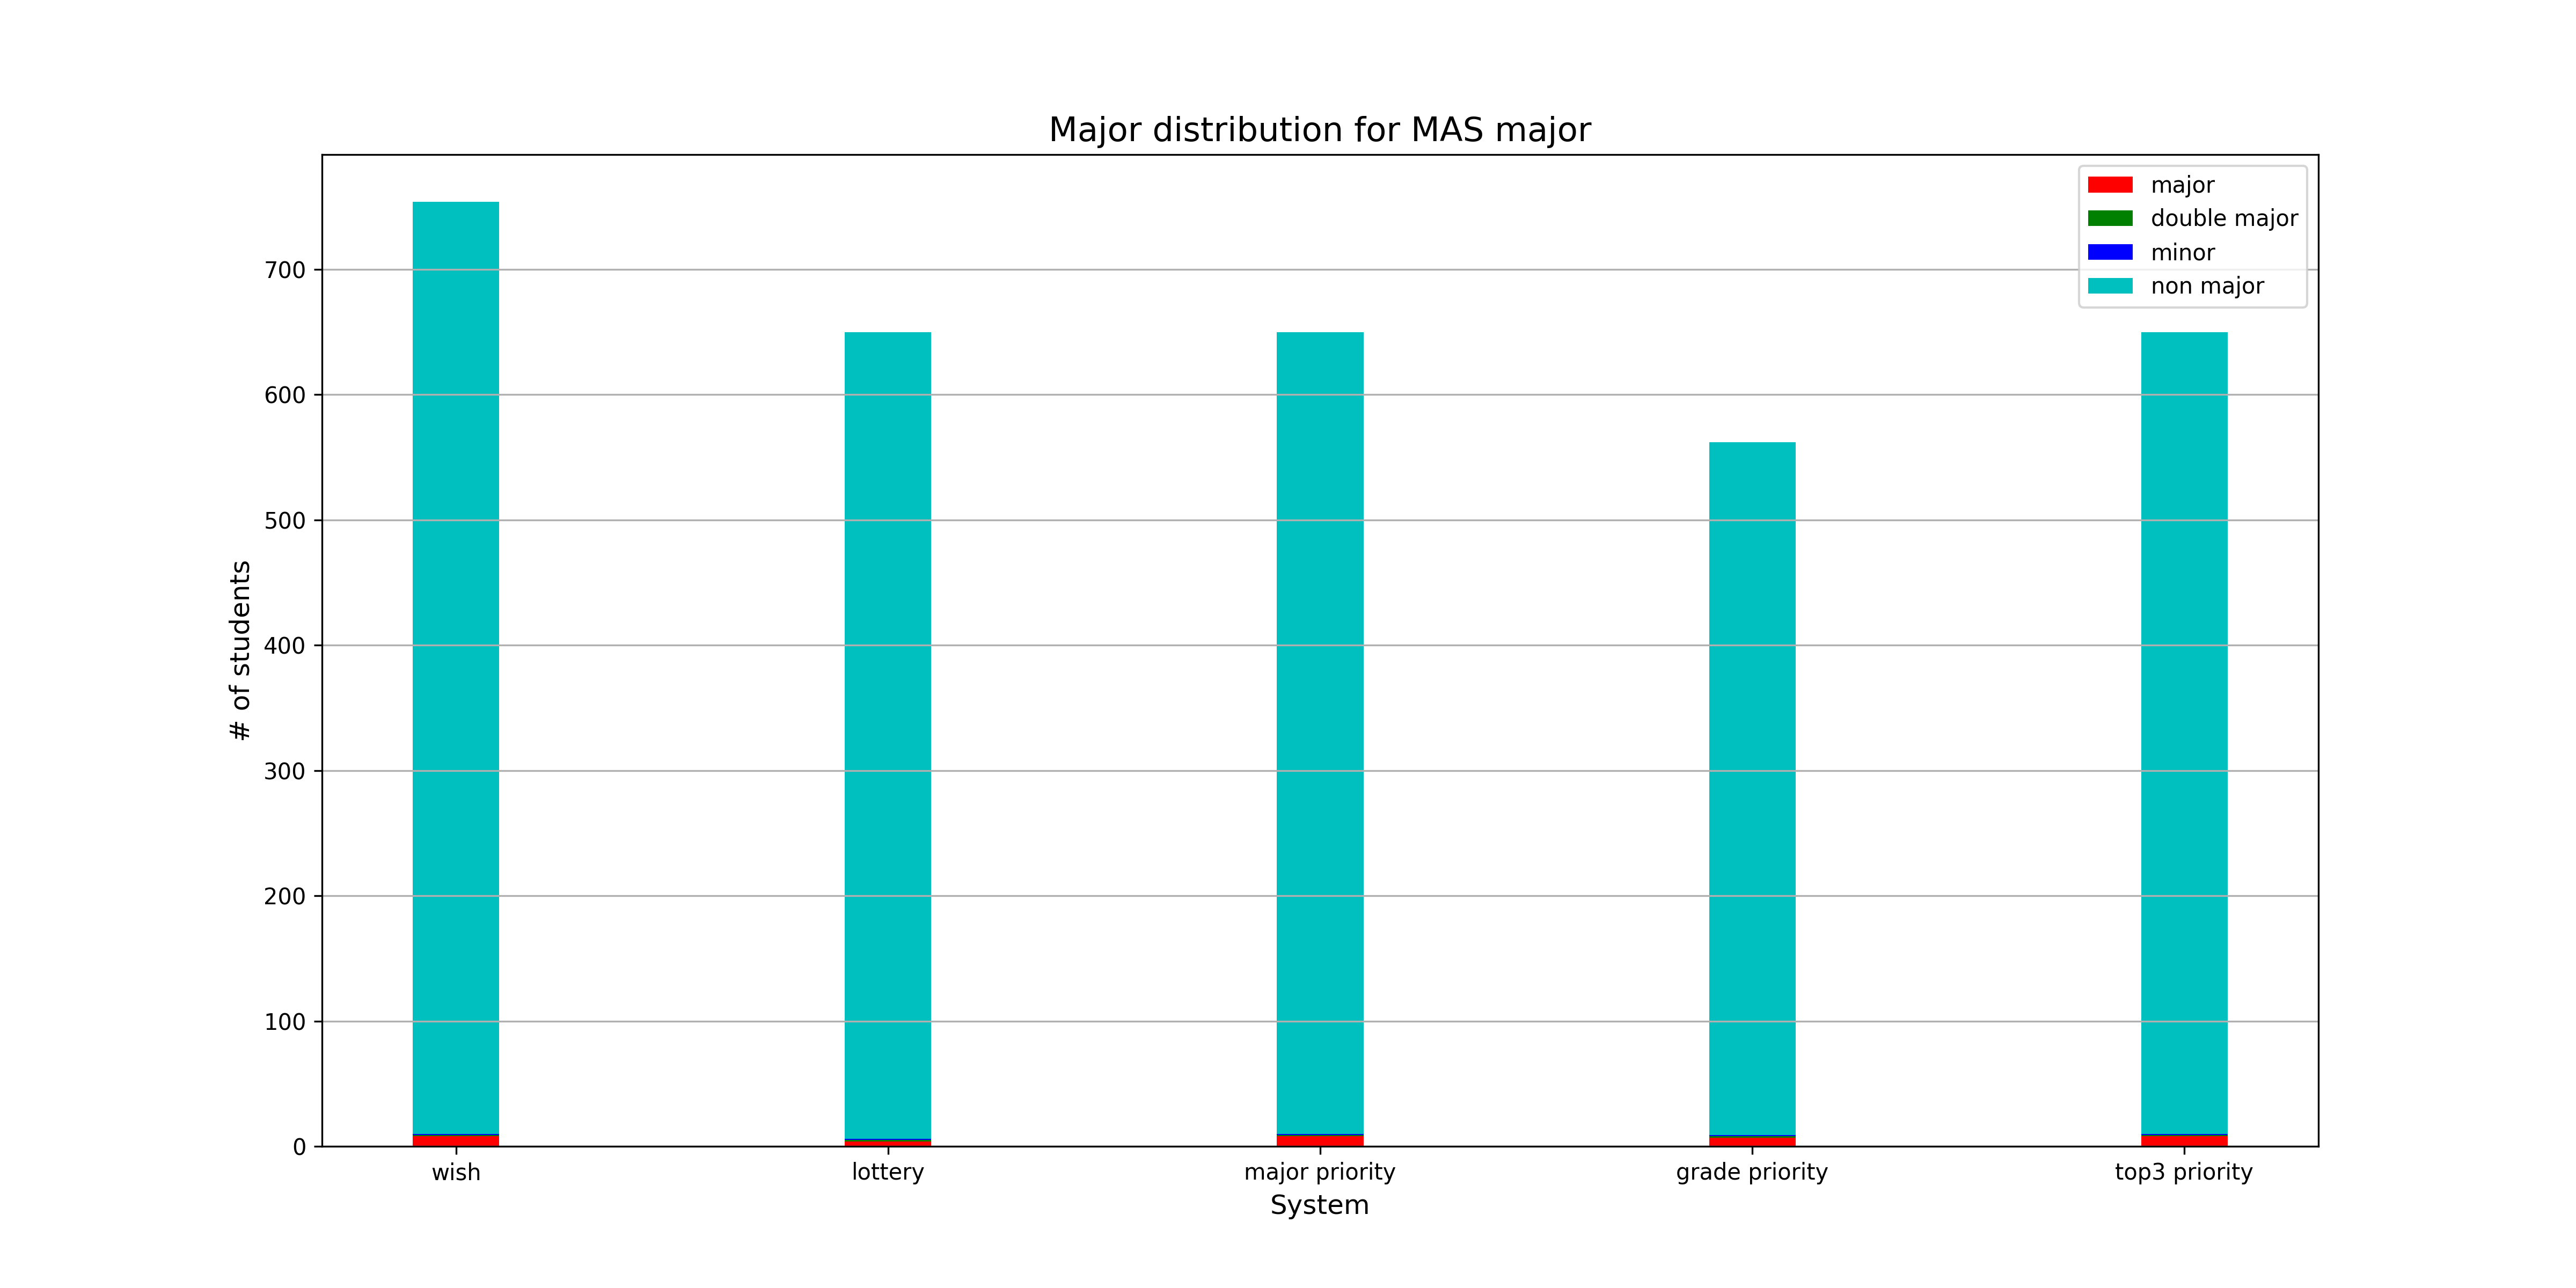 Major distribution for MAS major
major
double major
minor
non major
700
600
500
400
300
200
100
0
# of students
wish
lottery
major priority
grade priority
top3 priority
System